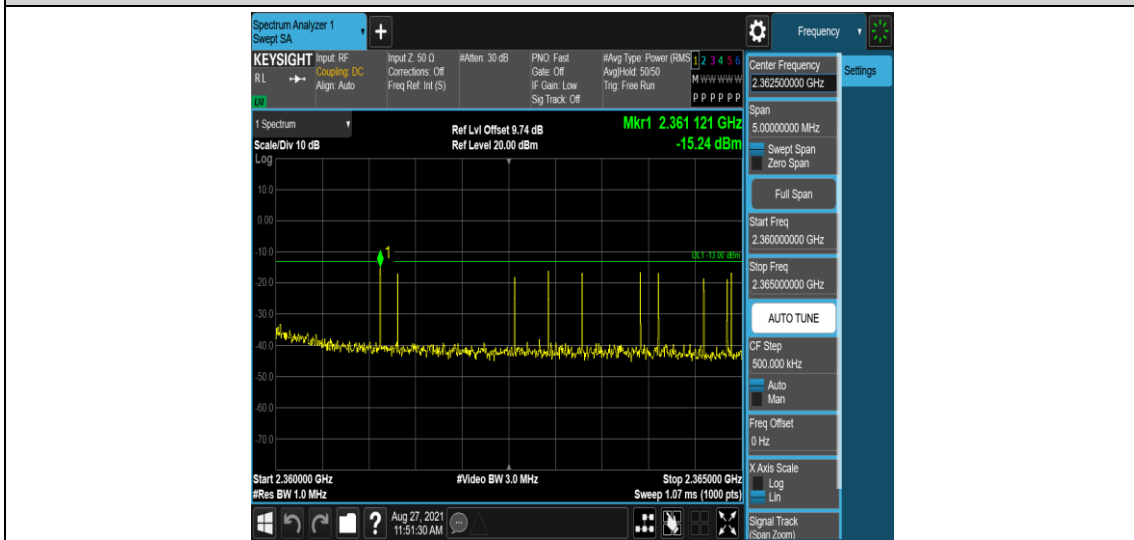 Spectrum Analyzer 1
Swept SA
+
Frequency
KEYSIGHT
RL
LXI
Input: RF
Coupling: DC
Align: Auto
Input Z: 50 Ω
Corrections: Off
Freq Ref: Int (S)
#Atten: 30 dB
PNO: Fast
Gate: Off
IF Gain: Low
Sig Track: Off
#Avg Type: Power (RMS
Avg|Hold: 50/50
Trig: Free Run
1 2 3 4 5 6
M W W W W W
P P P P P P
Center Frequency
2.362500000 GHz
Settings
Span
5.00000000 MHz
Swept Span
Zero Span
Full Span
Start Freq
2.360000000 GHz
Stop Freq
2.365000000 GHz
AUTO TUNE
CF Step
500.000 kHz
Auto
Man
Freq Offset
0 Hz
X Axis Scale
Log
Lin
Signal Track
(Span Zoom)
1 Spectrum
Scale/Div 10 dB
Ref Lvl Offset 9.74 dB
Ref Level 20.00 dBm
Mkr1 2.361 121 GHz
-15.24 dBm
Log
10.0
0.00
-10.0
-20.0
-30.0
-40.0
-50.0
-60.0
-70.0
1
DL1 -13.00 dBm
Start 2.360000 GHz
#Res BW 1.0 MHz
#Video BW 3.0 MHz
Stop 2.365000 GHz
Sweep 1.07 ms (1000 pts)
?
Aug 27, 2021
11:51:30 AM